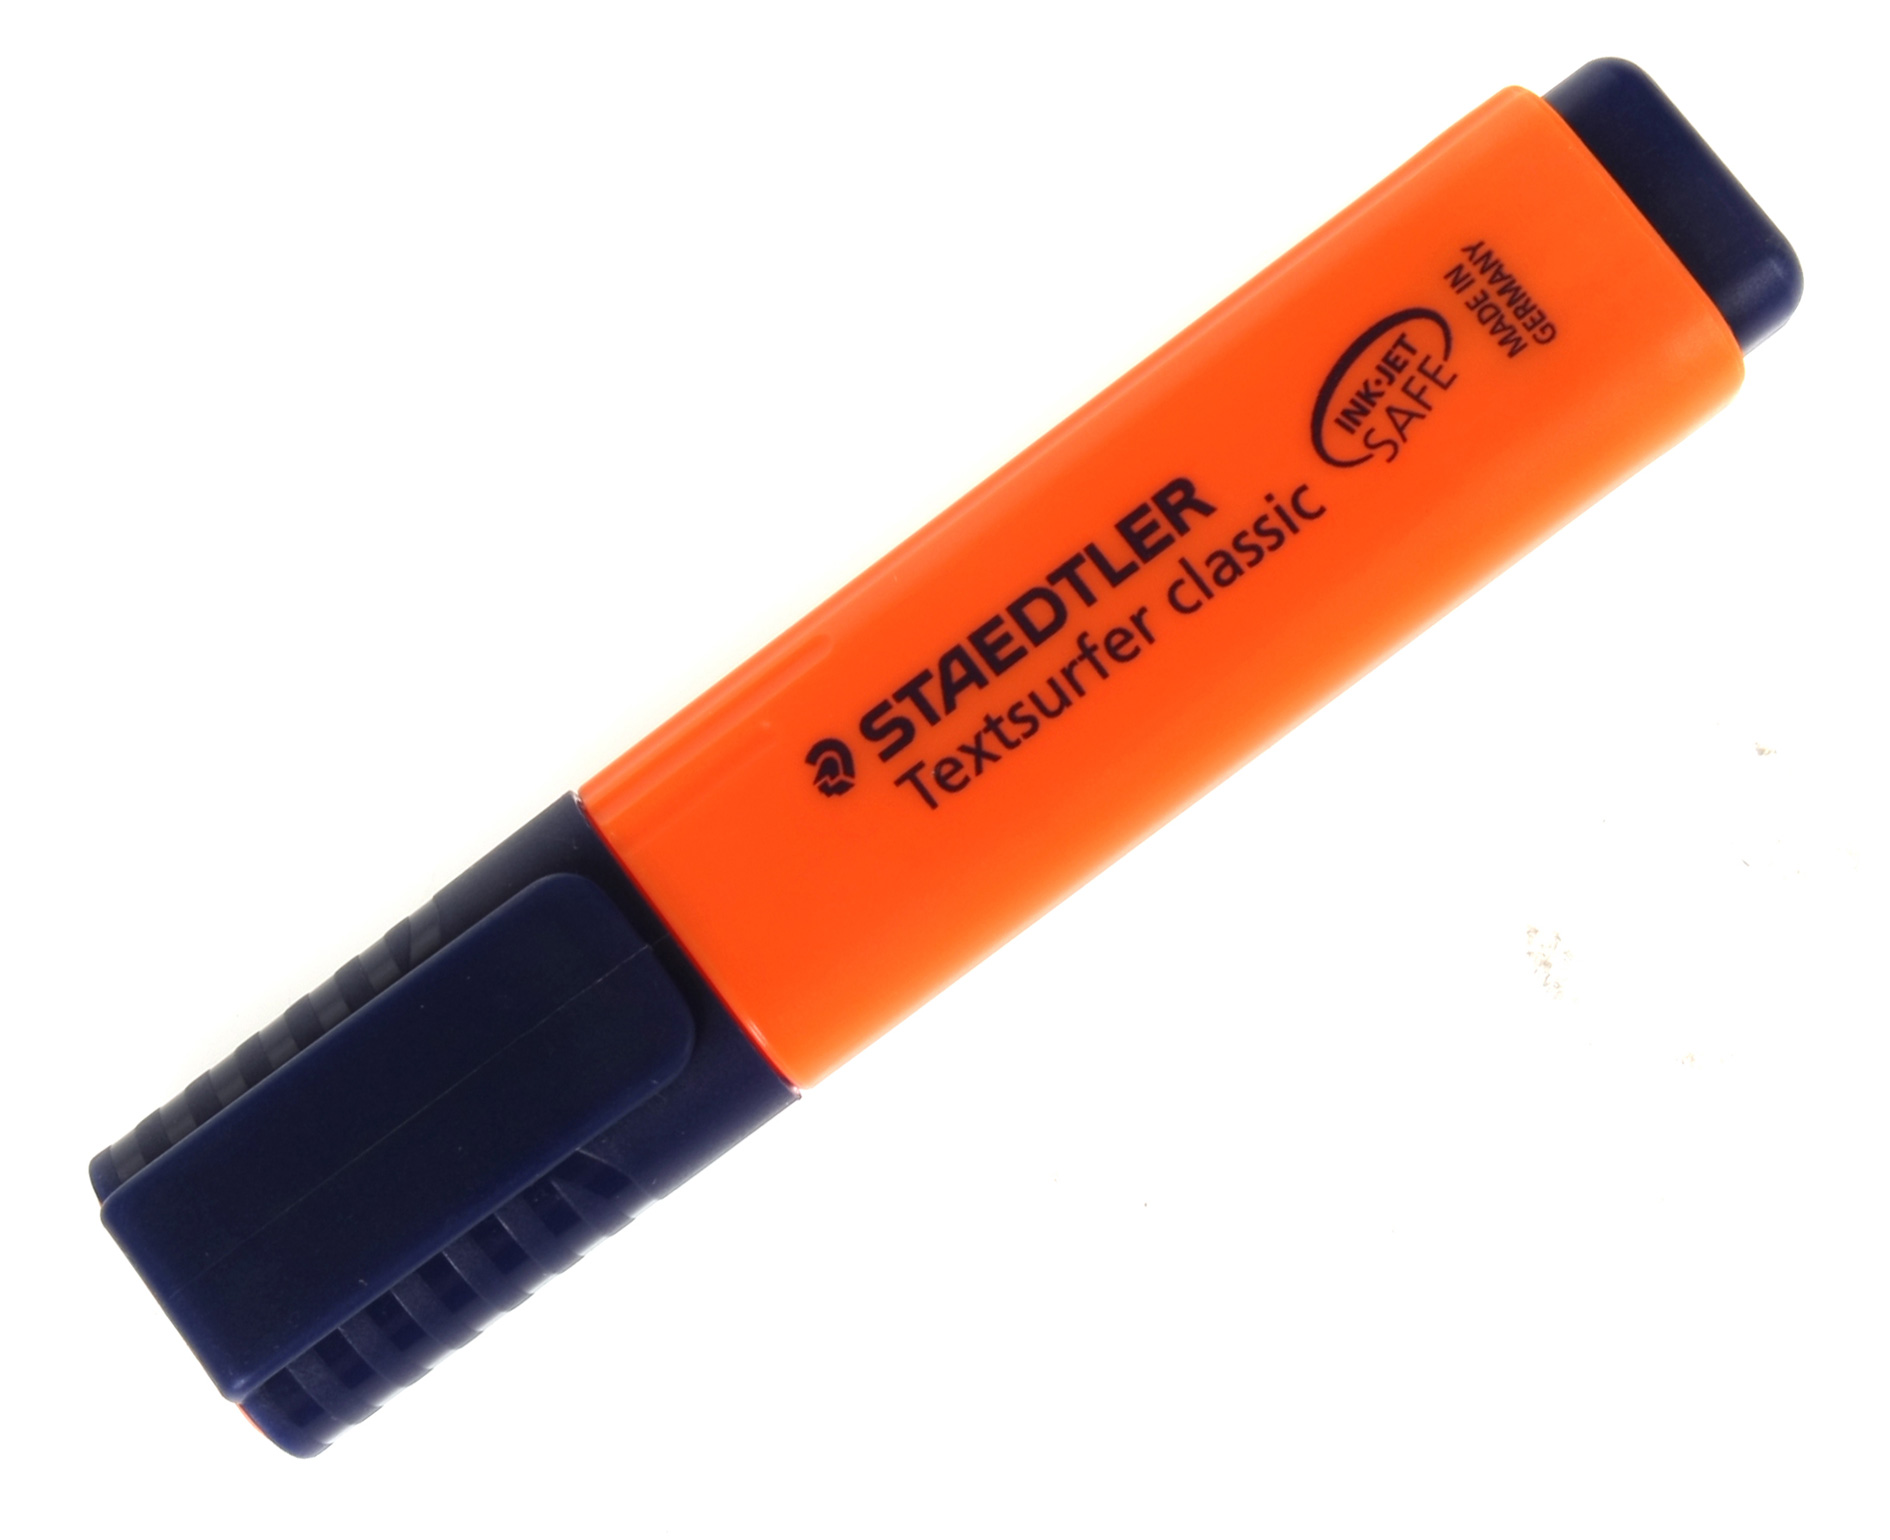 STAEDTLER
Textsurfer classic
INK·JET
SAFE
MADE IN
GERMANY